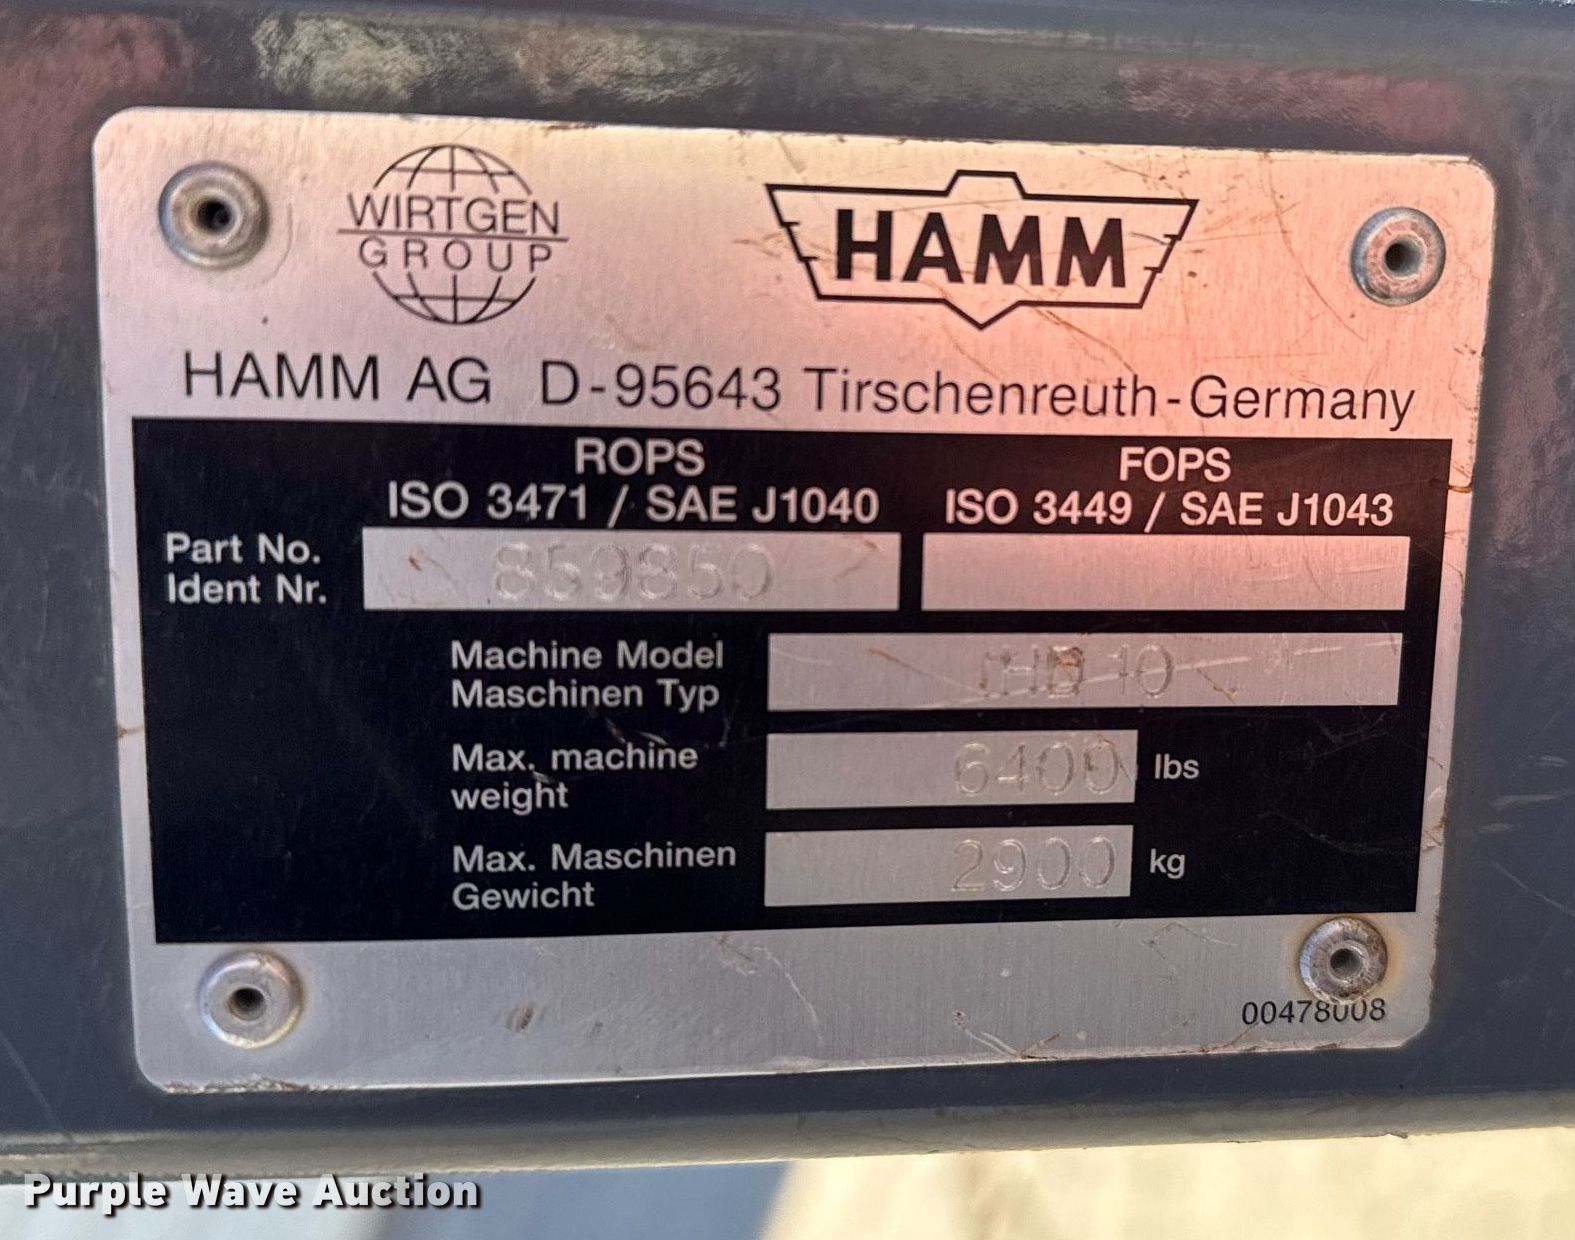 WIRTGEN
GROUP
HAMM
HAMM AG D-95643 Tirschenreuth-Germany
ROPS
ISO 3471 / SAE J1040
FOPS
ISO 3449 / SAE J1043
Part No.
Ident Nr.
859850
Machine Model
Maschinen Typ
10
Max. machine
weight
6400 lbs
Max. Maschinen
Gewicht
2900 kg
00478008
Purple Wave Auction